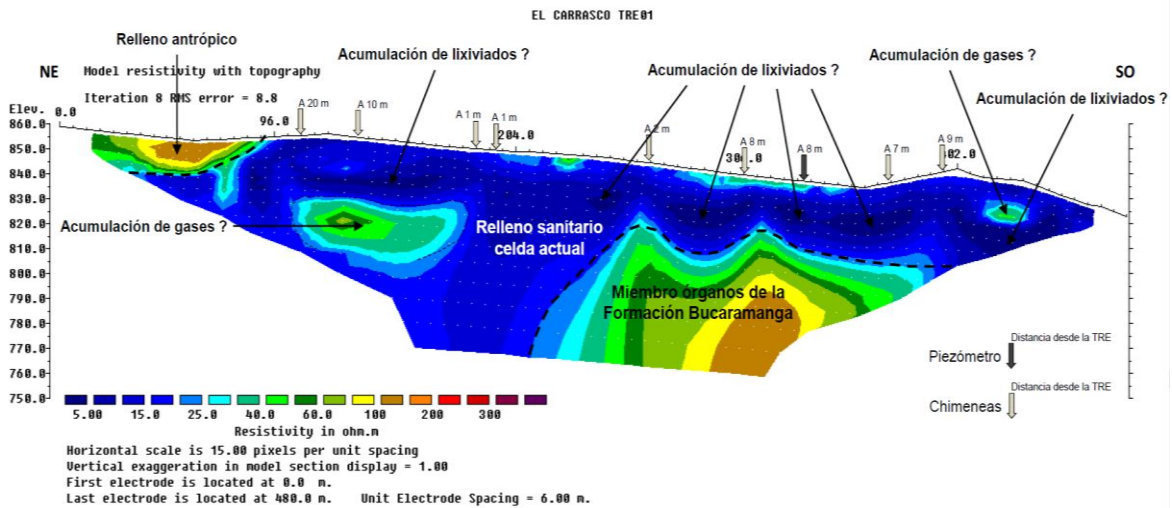 EL CARRASCO TRE01
Relleno antrópico
Acumulación de lixiviados ?
Acumulación de gases ?
Acumulación de lixiviados ?
NE
Model resistivity with topography
SO
Acumulación de lixiviados ?
Iteration 8 RMS error = 8.8
Elev.
0.0
A 20 m
A 10 m
96.0
A 1 m
A 1 m
204.0
A 2 m
A 8 m
A 8 m
A 7 m
A 9 m
402.0
860.0
850.0
840.0
830.0
820.0
810.0
800.0
790.0
780.0
770.0
760.0
750.0
Acumulación de gases ?
Relleno sanitario
celda actual
Miembro órganos de la
Formación Bucaramanga
Distancia desde la TRE
Piezómetro
Distancia desde la TRE
Chimeneas
5.00 15.0 25.0 40.0 60.0 100 200 300
Resistivity in ohm.m
Horizontal scale is 15.00 pixels per unit spacing
Vertical exaggeration in model section display = 1.00
First electrode is located at 0.0 m.
Last electrode is located at 480.0 m. Unit Electrode Spacing = 6.00 m.